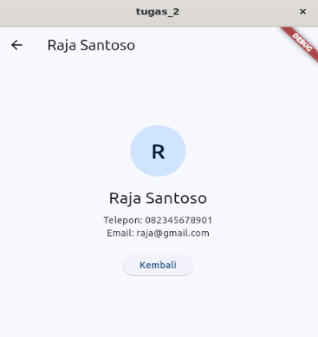 tugas_2
Raja Santoso
DEBUG
R
Raja Santoso
Telepon: 082345678901
Email: raja@gmail.com
Kembali